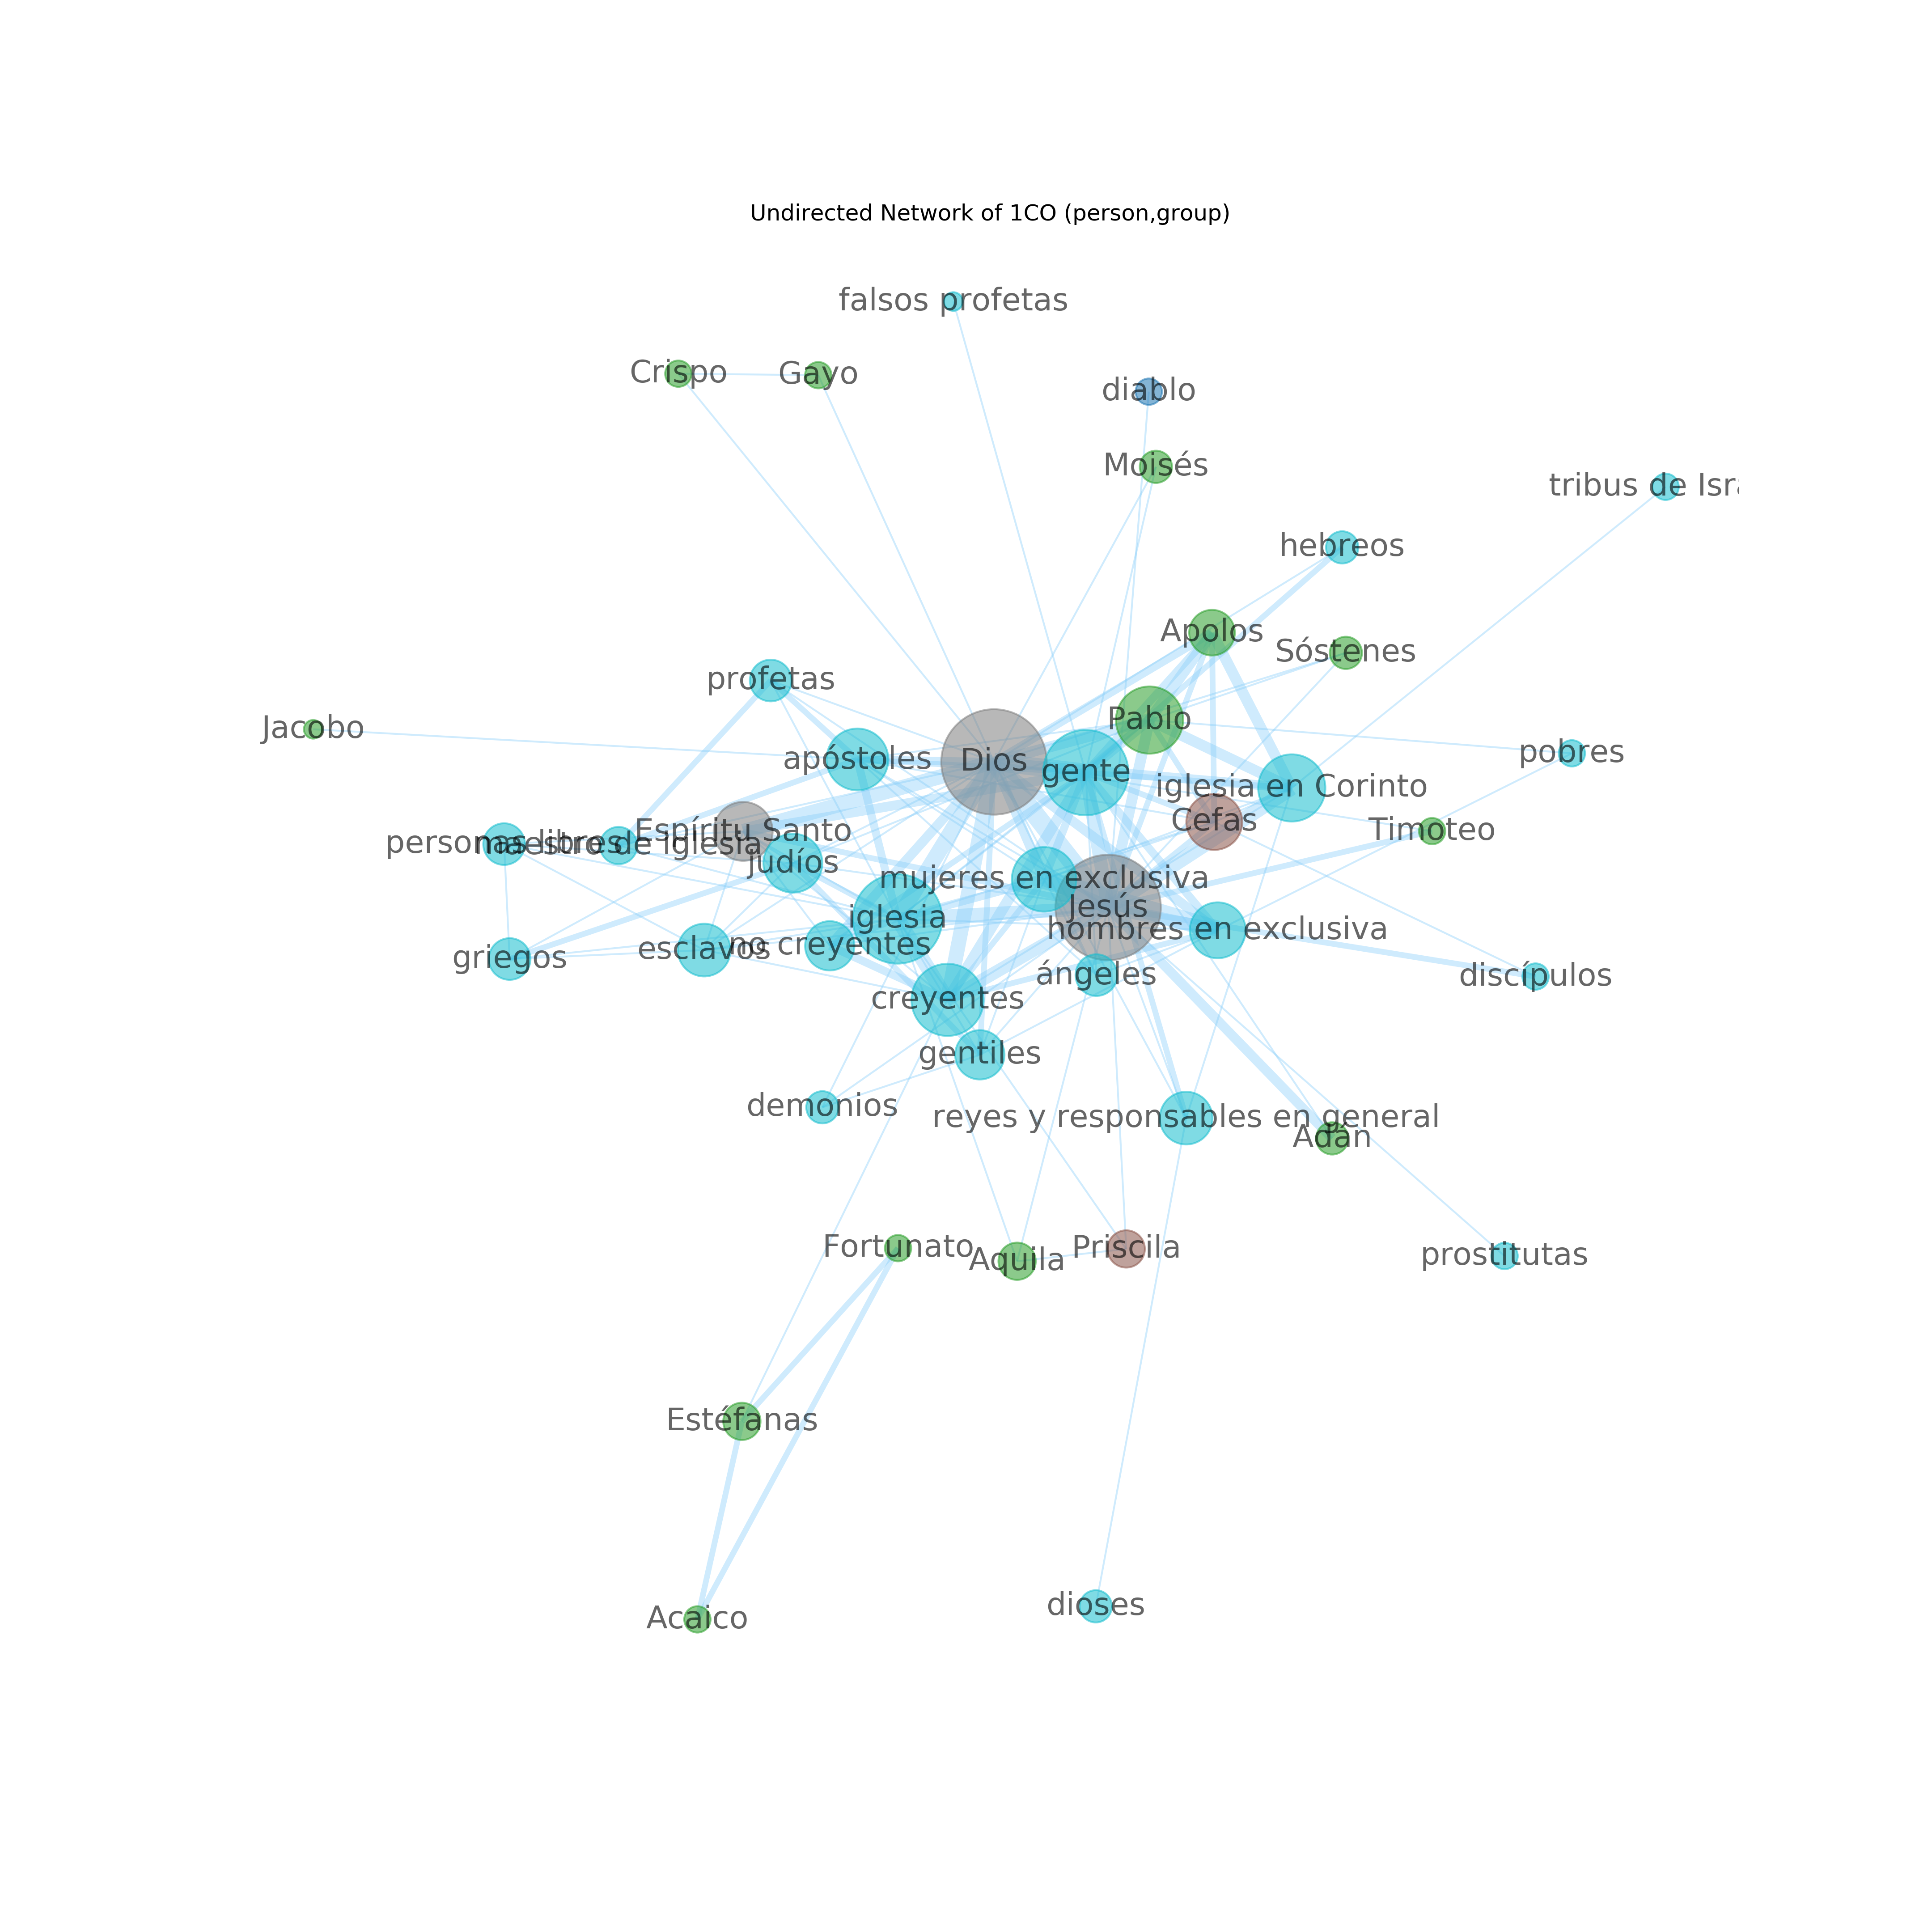 Undirected Network of 1CO (person,group)
falsos profetas
Crispo
Gayo
diablo
Moisés
tribus de Isra
hebreos
Apolos
Sóstenes
profetas
Jacobo
Pablo
pobres
apóstoles
Dios
gente
iglesia en Corinto
Cefas
Timoteo
Espíritu Santo
personas libres
maestro de iglesia
judíos
mujeres en exclusiva
Jesús
iglesia
hombres en exclusiva
griegos
esclavos
no creyentes
ángeles
discípulos
creyentes
gentiles
demonios
reyes y responsables en general
Adán
Fortunato
Aquila
Priscila
prostitutas
Estéfanas
Acaico
dioses